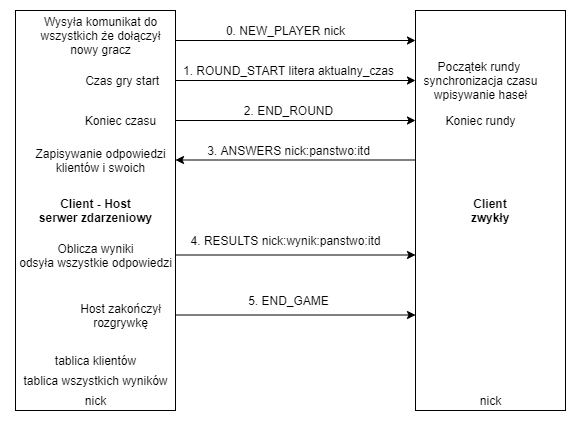 Wysyła komunikat do
wszystkich że dołączył
nowy gracz
0. NEW_PLAYER nick
Czas gry start
1. ROUND_START litera aktualny_czas
Początek rundy
synchronizacja czasu
wpisywanie haseł
Koniec czasu
2. END_ROUND
Koniec rundy
Zapisywanie odpowiedzi
klientów i swoich
3. ANSWERS nick:panstwo:itd
Client - Host
serwer zdarzeniowy
Client
zwykły
Oblicza wyniki
odsyła wszystkie odpowiedzi
4. RESULTS nick:wynik:panstwo:itd
Host zakończył
rozgrywkę
5. END_GAME
tablica klientów
tablica wszystkich wyników
nick
nick